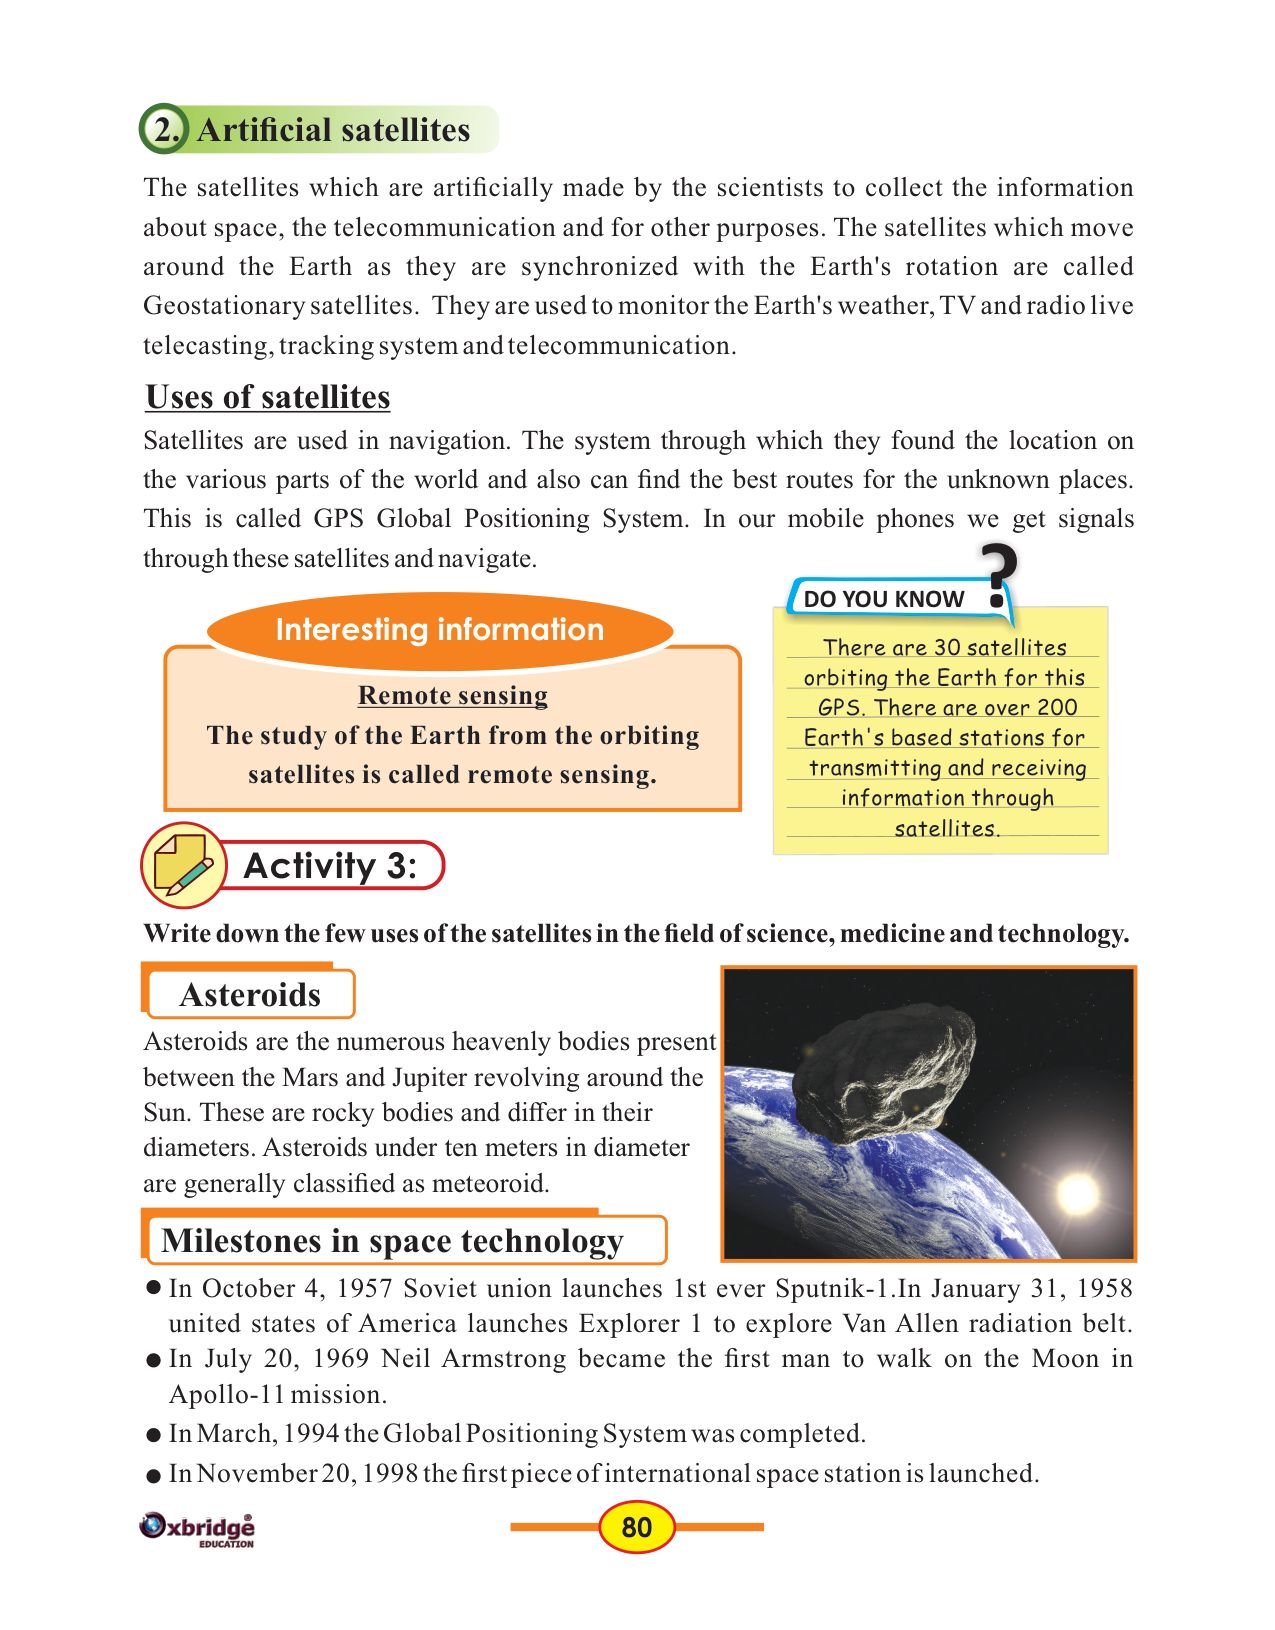 2. Artificial satellites
The satellites which are artificially made by the scientists to collect the information
about space, the telecommunication and for other purposes. The satellites which move
around the Earth as they are synchronized with the Earth's rotation are called
Geostationary satellites. They are used to monitor the Earth's weather, TV and radio live
telecasting, tracking system and telecommunication.
Uses of satellites
Satellites are used in navigation. The system through which they found the location on
the various parts of the world and also can find the best routes for the unknown places.
This is called GPS Global Positioning System. In our mobile phones we get signals
through these satellites and navigate.
Interesting information
Remote sensing
The study of the Earth from the orbiting
satellites is called remote sensing.
DO YOU KNOW ?
There are 30 satellites
orbiting the Earth for this
GPS. There are over 200
Earth's based stations for
transmitting and receiving
information through
satellites.
Activity 3:
Write down the few uses of the satellites in the field of science, medicine and technology.
Asteroids
Asteroids are the numerous heavenly bodies present
between the Mars and Jupiter revolving around the
Sun. These are rocky bodies and differ in their
diameters. Asteroids under ten meters in diameter
are generally classified as meteoroid.
Milestones in space technology
● In October 4, 1957 Soviet union launches 1st ever Sputnik-1.In January 31, 1958
united states of America launches Explorer 1 to explore Van Allen radiation belt.
● In July 20, 1969 Neil Armstrong became the first man to walk on the Moon in
Apollo-11 mission.
● In March, 1994 the Global Positioning System was completed.
● In November 20, 1998 the first piece of international space station is launched.
Oxbridge®
EDUCATION
80